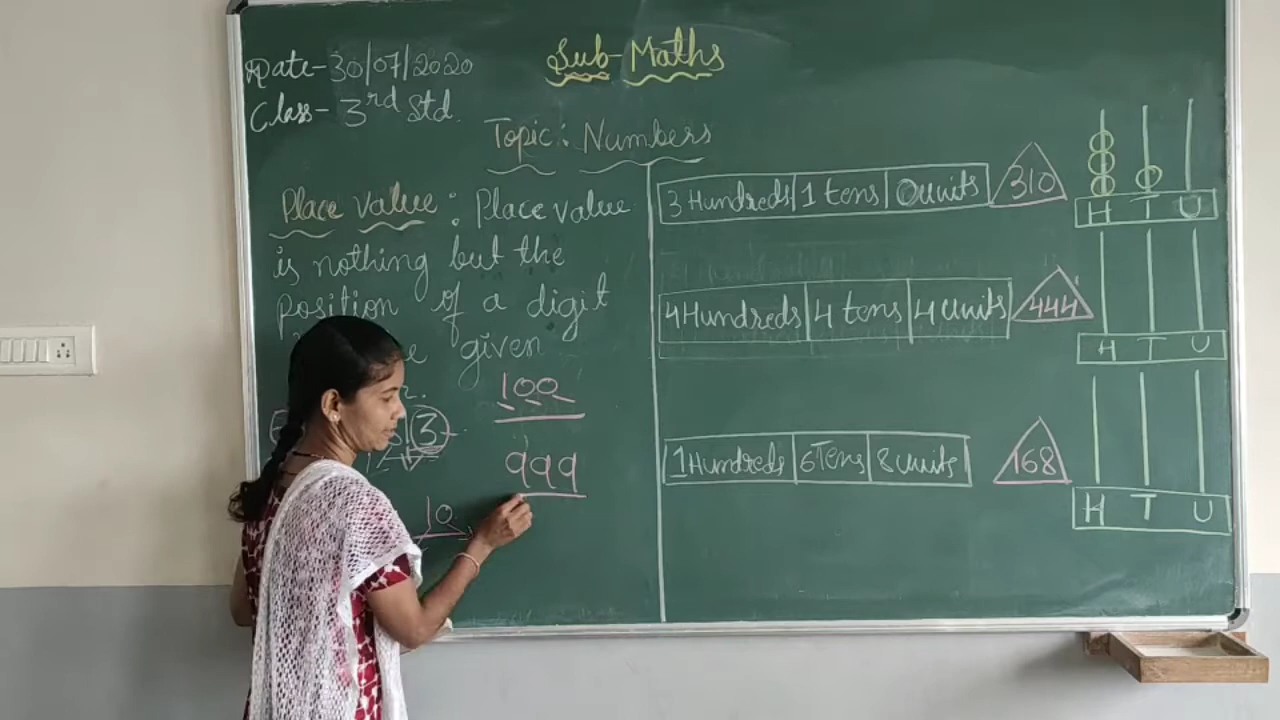 Date-30/07/2020
Class- 3rd Std.
Sub-Maths
Topic: Numbers
Place value: Place value
is nothing but the
position of a digit
given
3
100
999
10
3 Hundreds 1 tens 0 units 310
H T U
4 Hundreds 4 tens 4 units 444
H T U
1 Hundreds 6 Tens 8 units 168
H T U